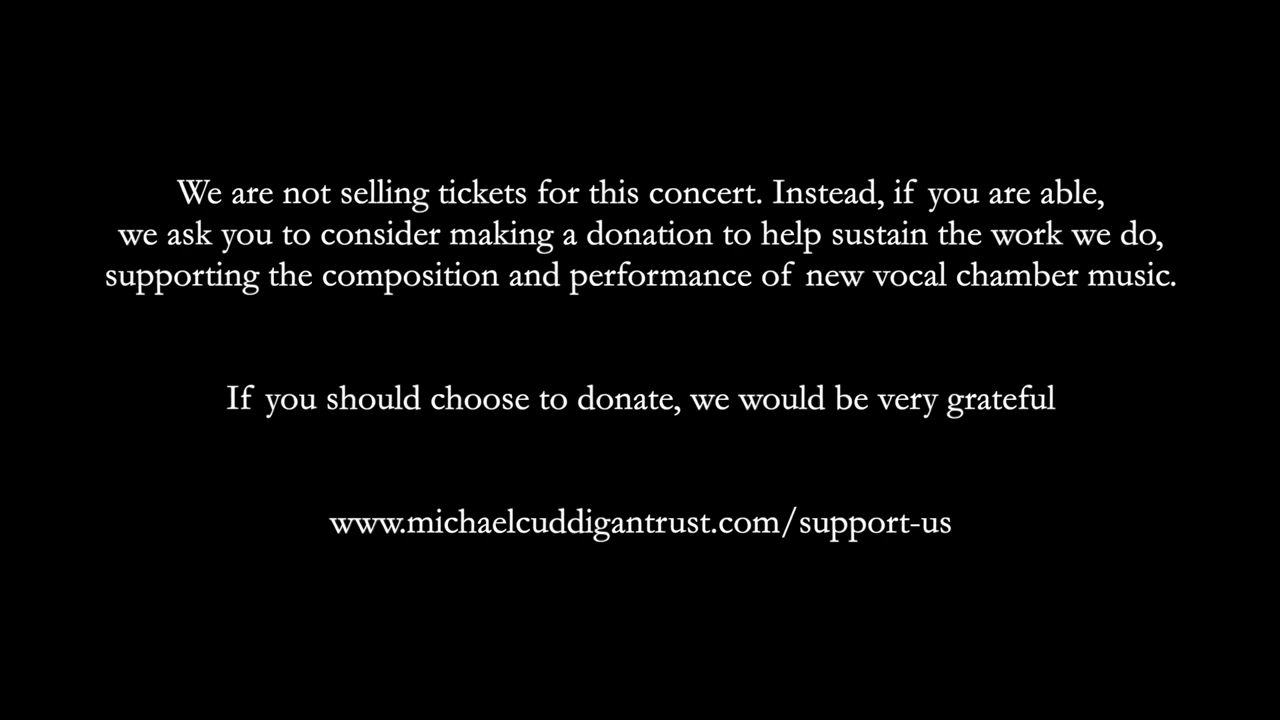 We are not selling tickets for this concert. Instead, if you are able,
we ask you to consider making a donation to help sustain the work we do,
supporting the composition and performance of new vocal chamber music.
If you should choose to donate, we would be very grateful
www.michaelcuddigantrust.com/support-us